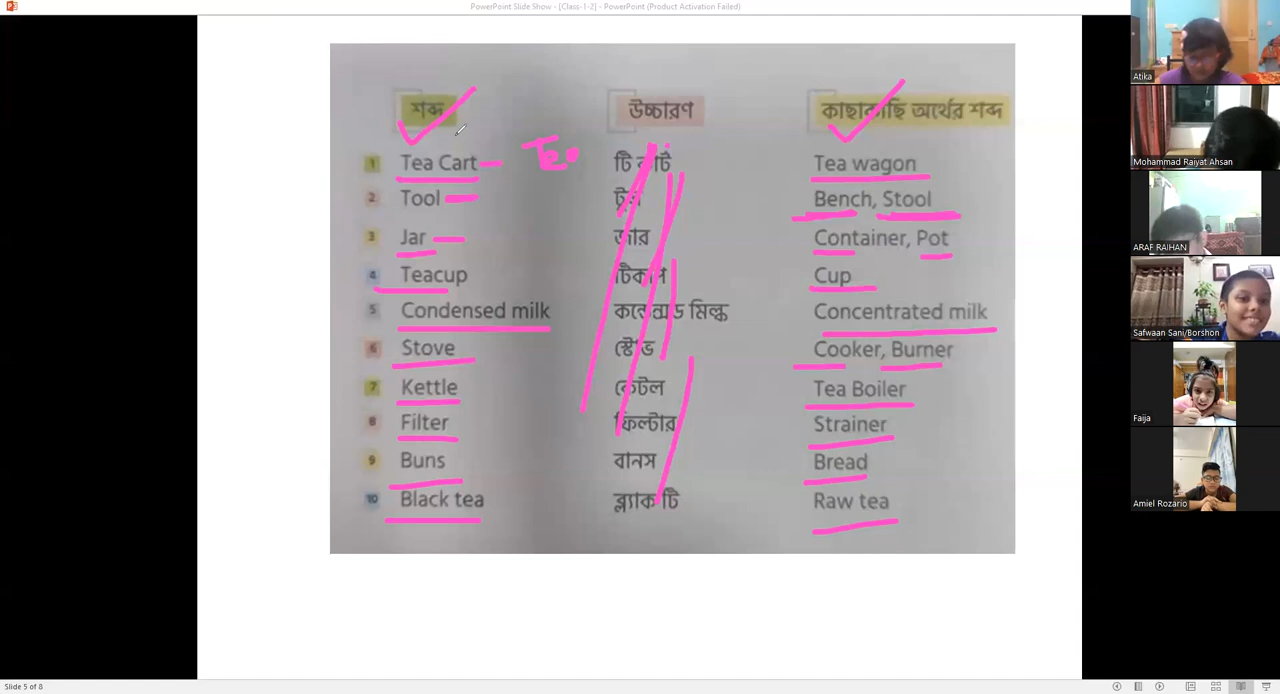 PowerPoint Slide Show - [Class-1-2] - PowerPoint (Product Activation Failed)
শব্দ উচ্চারণ কাছাকাছি অর্থের শব্দ
1 Tea Cart টি কার্ট Tea wagon
2 Tool টুল Bench, Stool
3 Jar জার Container, Pot
4 Teacup টিকাপ Cup
5 Condensed milk কন্ডেন্সড মিল্ক Concentrated milk
6 Stove স্টোভ Cooker, Burner
7 Kettle কেটল Tea Boiler
8 Filter ফিল্টার Strainer
9 Buns বানস Bread
10 Black tea ব্ল্যাক টি Raw tea
Atika
Mohammad Raiyat Ahsan
ARAF RAIHAN
Safwaan Sani/Borshon
Faija
Amiel Rozario
Slide 5 of 8